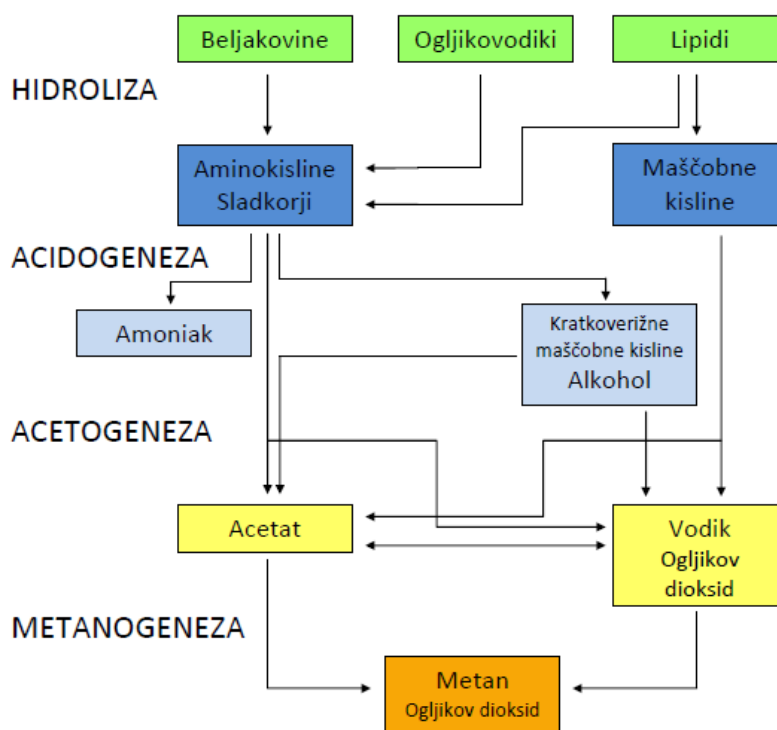 Beljakovine
Ogljikovodiki
Lipidi
HIDROLIZA
Aminokisline
Sladkorji
Maščobne
kisline
ACIDOGENEZA
Amoniak
Kratkoverižne
maščobne kisline
Alkohol
ACETOGENEZA
Acetat
Vodik
Ogljikov
dioksid
METANOGENEZA
Metan
Ogljikov dioksid